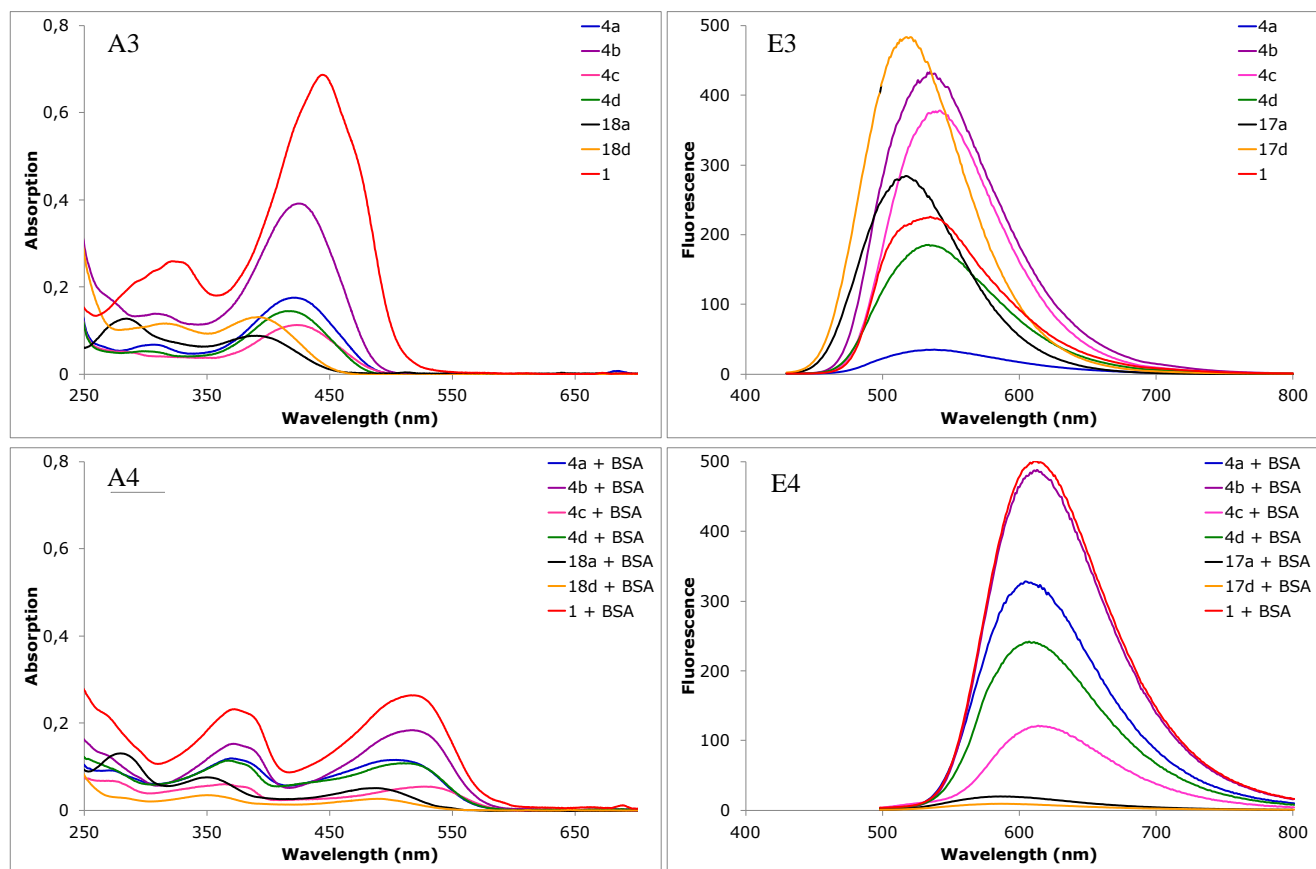 A3
0,8
0,6
0,4
0,2
0
Absorption
250 350 450 550 650
Wavelength (nm)
4a
4b
4c
4d
18a
18d
1
E3
500
400
300
200
100
0
Fluorescence
400 500 600 700 800
Wavelength (nm)
4a
4b
4c
4d
17a
17d
1
A4
0,8
0,6
0,4
0,2
0
Absorption
250 350 450 550 650
Wavelength (nm)
4a + BSA
4b + BSA
4c + BSA
4d + BSA
18a + BSA
18d + BSA
1 + BSA
E4
500
400
300
200
100
0
Fluorescence
400 500 600 700 800
Wavelength (nm)
4a + BSA
4b + BSA
4c + BSA
4d + BSA
17a + BSA
17d + BSA
1 + BSA